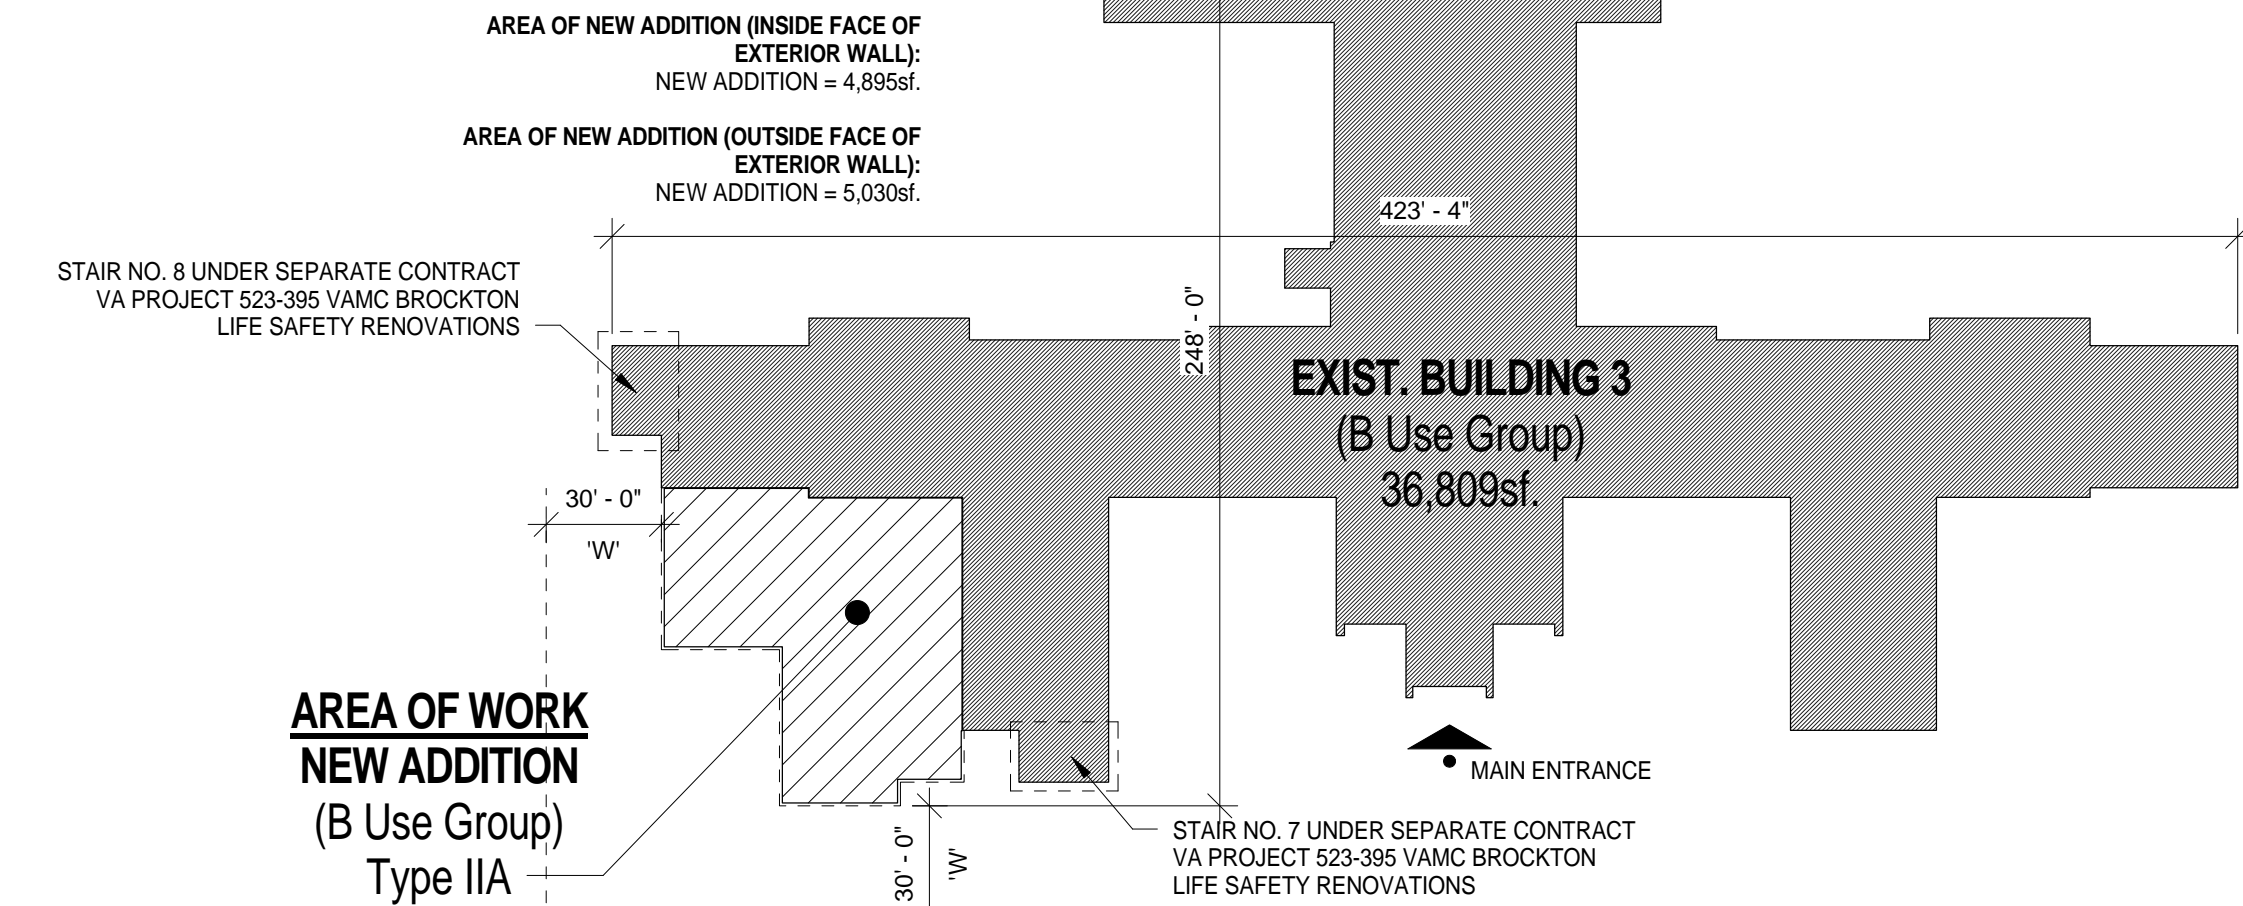 AREA OF NEW ADDITION (INSIDE FACE OF
EXTERIOR WALL):
NEW ADDITION = 4,895sf.
AREA OF NEW ADDITION (OUTSIDE FACE OF
EXTERIOR WALL):
NEW ADDITION = 5,030sf.
423' - 4"
STAIR NO. 8 UNDER SEPARATE CONTRACT
VA PROJECT 523-395 VAMC BROCKTON
LIFE SAFETY RENOVATIONS
248' - 0"
EXIST. BUILDING 3
(B Use Group)
36,809sf.
30' - 0"
'W'
AREA OF WORK
NEW ADDITION
(B Use Group)
Type IIA
MAIN ENTRANCE
30' - 0"
'W'
STAIR NO. 7 UNDER SEPARATE CONTRACT
VA PROJECT 523-395 VAMC BROCKTON
LIFE SAFETY RENOVATIONS